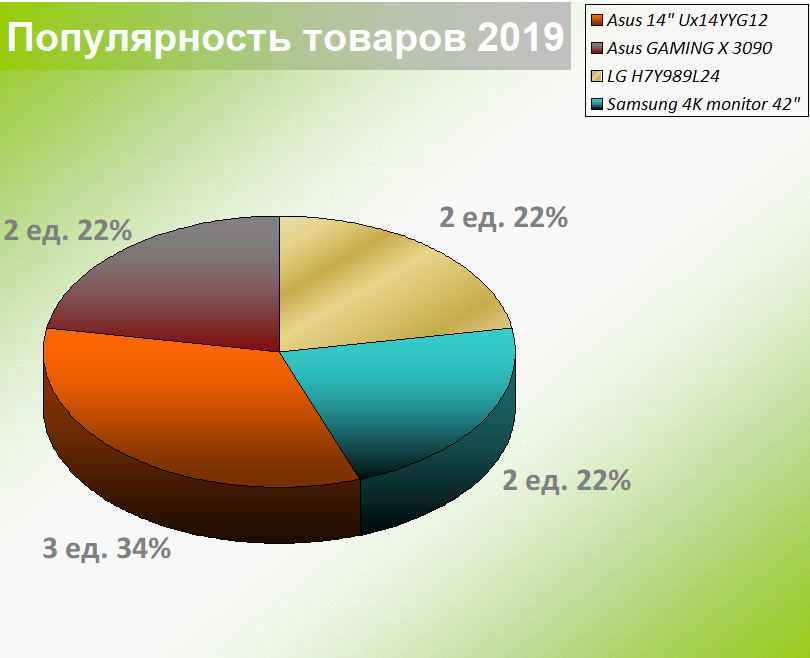 Популярность товаров 2019
Asus 14" Ux14YYG12
Asus GAMING X 3090
LG H7Y989L24
Samsung 4K monitor 42"
2 ед. 22%
2 ед. 22%
2 ед. 22%
3 ед. 34%